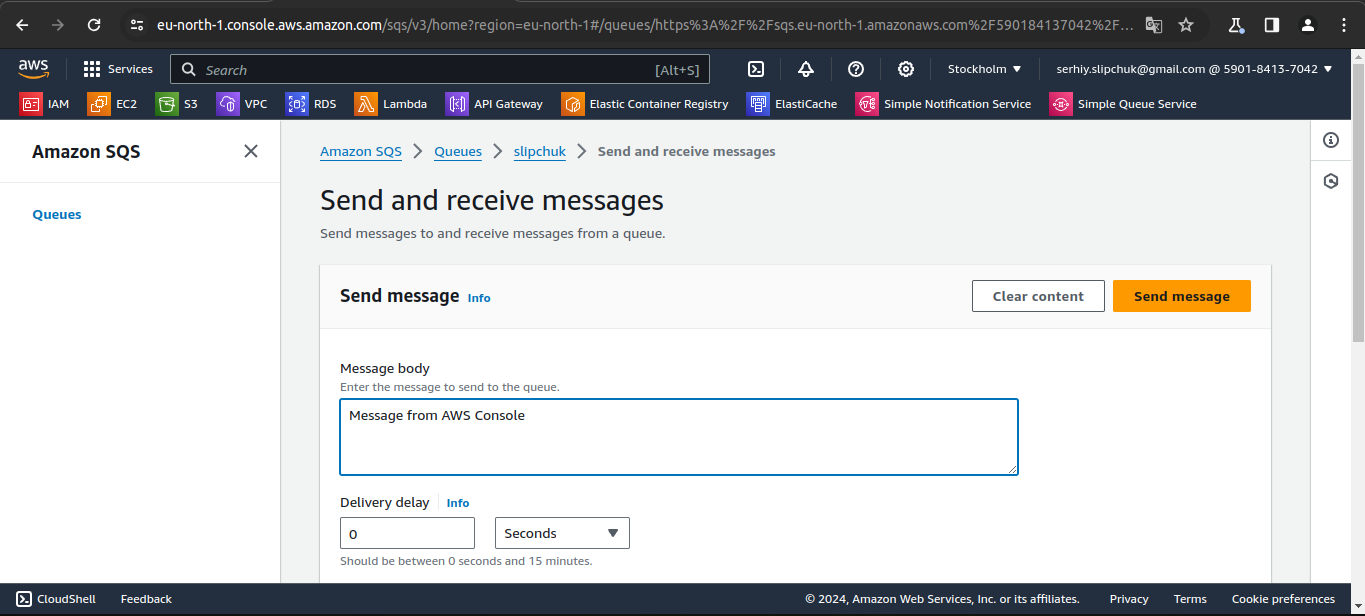 eu-north-1.console.aws.amazon.com/sqs/v3/home?region=eu-north-1#/queues/https%3A%2F%2Fsqs.eu-north-1.amazonaws.com%2F590184137042%2F...
aws Services Search [Alt+S] Stockholm serhiy.slipchuk@gmail.com @ 5901-8413-7042
IAM EC2 S3 VPC RDS Lambda API Gateway Elastic Container Registry ElastiCache Simple Notification Service Simple Queue Service
Amazon SQS
Queues
Amazon SQS Queues slipchuk Send and receive messages
Send and receive messages
Send messages to and receive messages from a queue.
Send message Info Clear content Send message
Message body
Enter the message to send to the queue.
Message from AWS Console
Delivery delay Info
0 Seconds
Should be between 0 seconds and 15 minutes.
CloudShell Feedback © 2024, Amazon Web Services, Inc. or its affiliates. Privacy Terms Cookie preferences